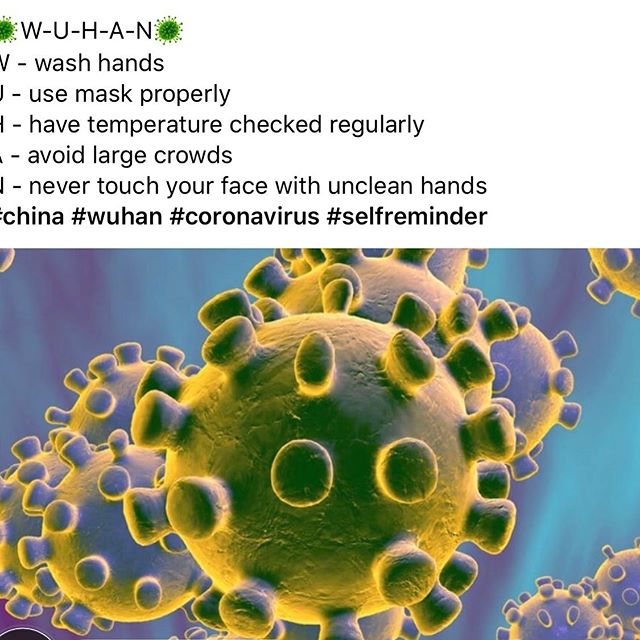 🦠W-U-H-A-N🦠
W - wash hands
U - use mask properly
H - have temperature checked regularly
A - avoid large crowds
N - never touch your face with unclean hands
#china #wuhan #coronavirus #selfreminder